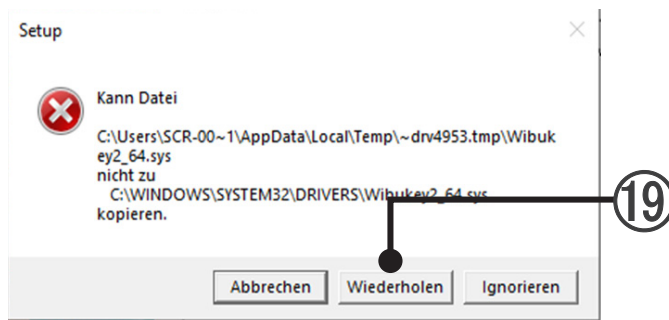 Setup
Kann Datei
C:\Users\SCR-00~1\AppData\Local\Temp\~drv4953.tmp\Wibuk
ey2_64.sys
nicht zu
C:\WINDOWS\SYSTEM32\DRIVERS\Wibukey2_64.sys
kopieren.
⑲
Abbrechen Wiederholen Ignorieren